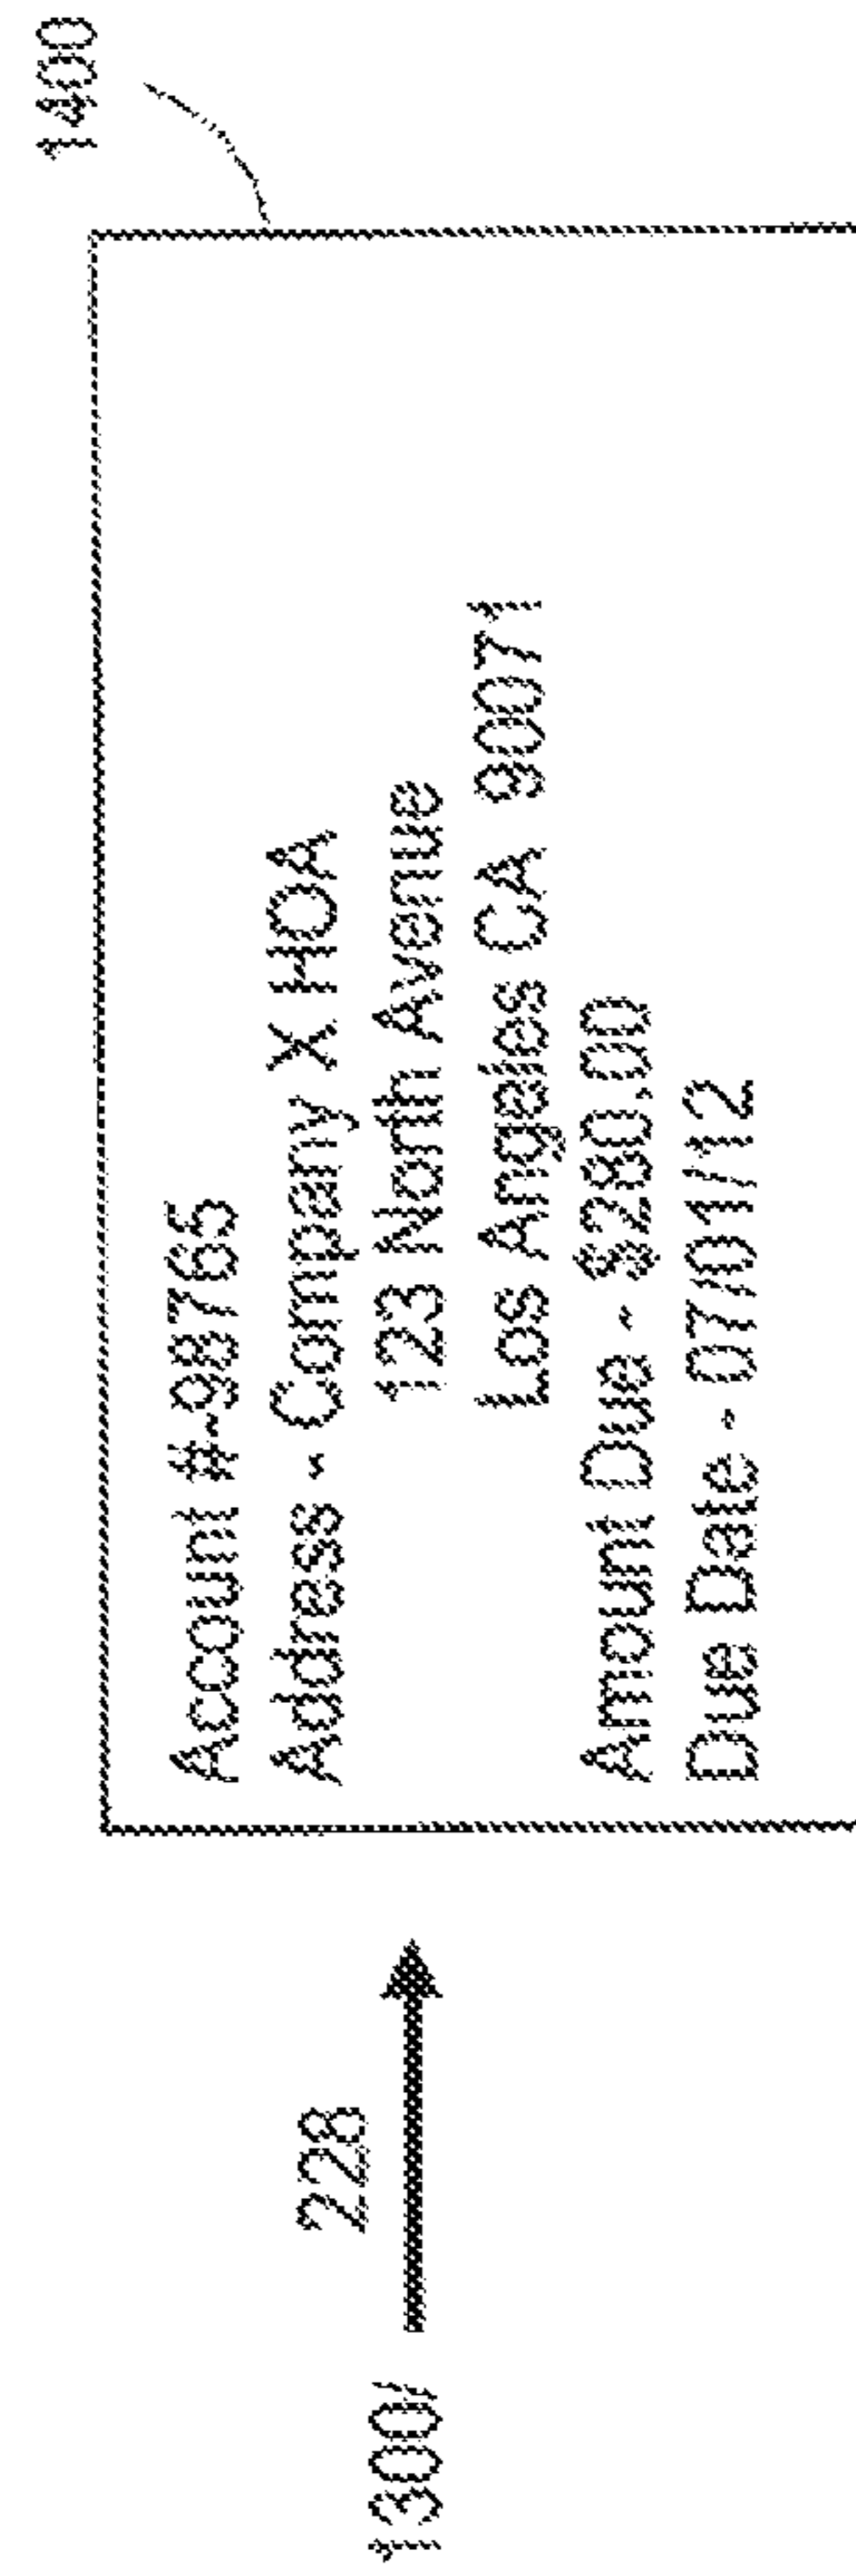 1400
Account #-98765
Address - Company X HOA
123 North Avenue
Los Angeles CA 90071
Amount Due - $280.00
Due Date - 07/01/12
228
1300i